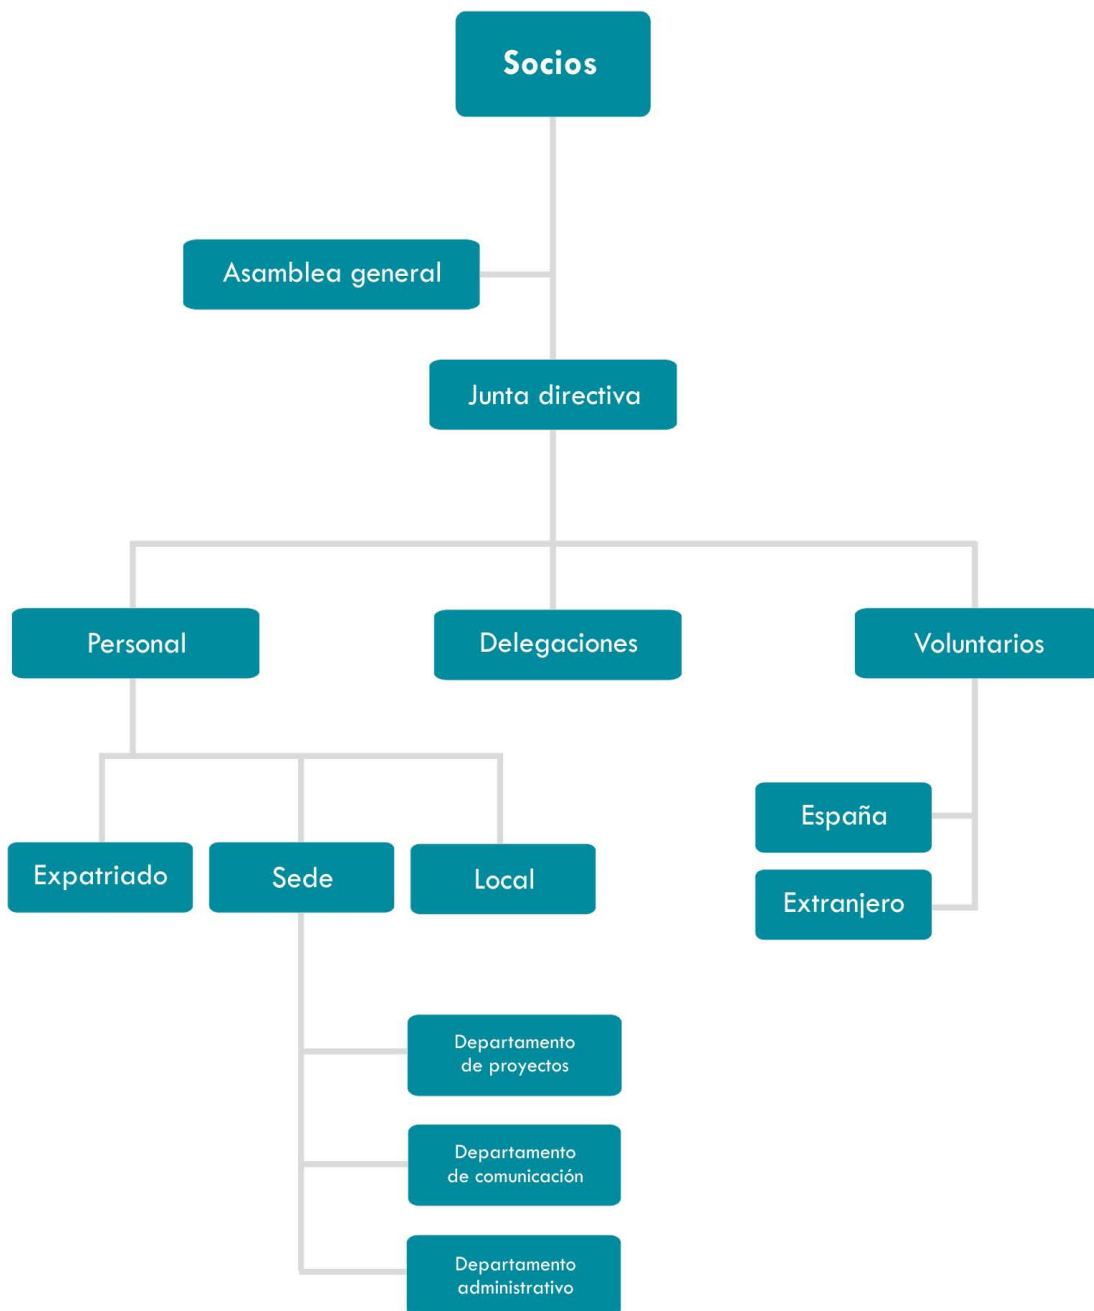 Socios
Asamblea general
Junta directiva
Personal
Delegaciones
Voluntarios
España
Extranjero
Expatriado
Sede
Local
Departamento
de proyectos
Departamento
de comunicación
Departamento
administrativo